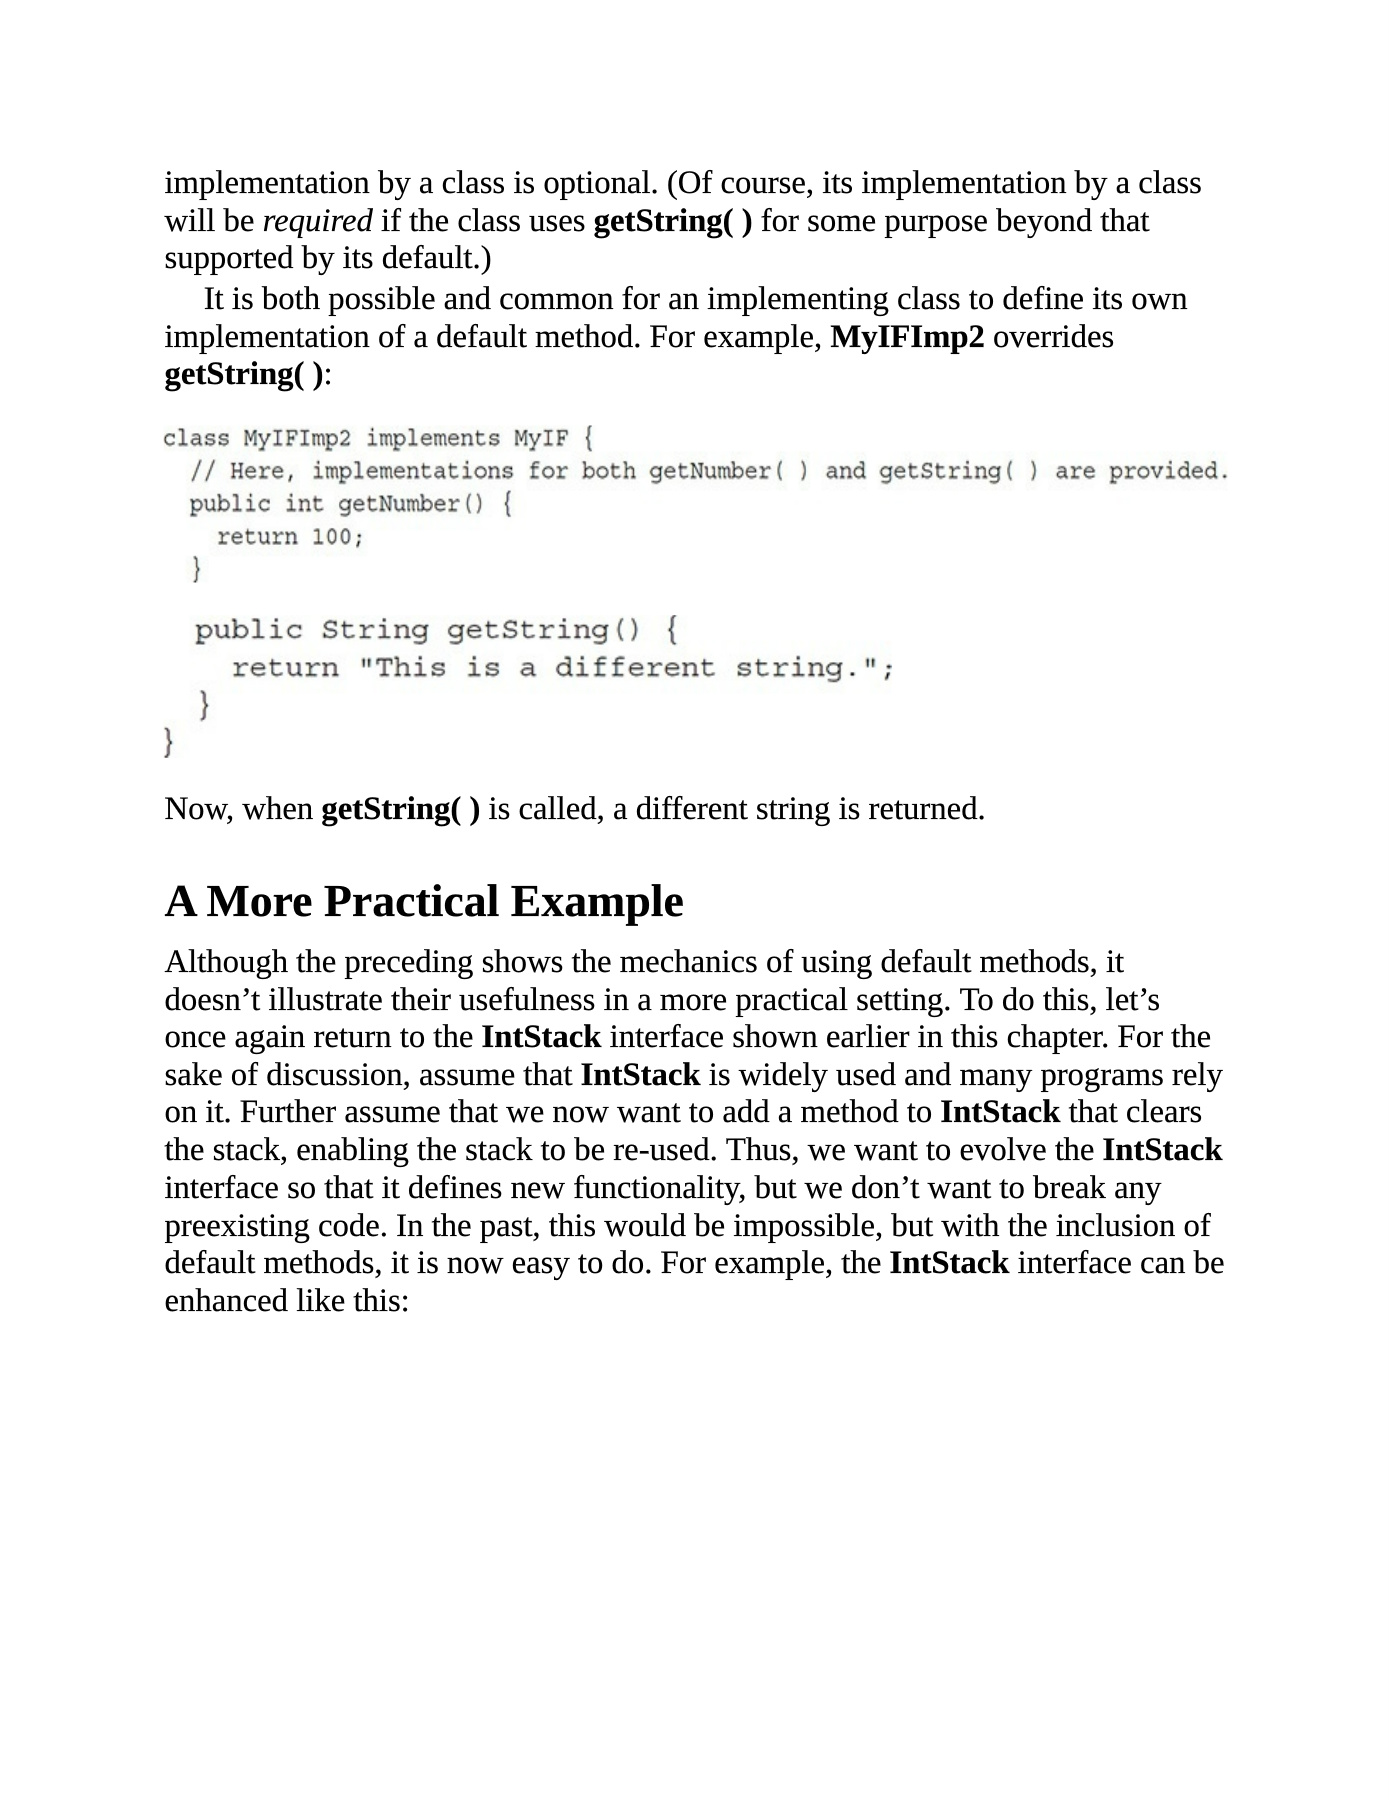 implementation by a class is optional. (Of course, its implementation by a class
will be required if the class uses getString( ) for some purpose beyond that
supported by its default.)
It is both possible and common for an implementing class to define its own
implementation of a default method. For example, MyIFImp2 overrides
getString( ):
class MyIFImp2 implements MyIF {
// Here, implementations for both getNumber( ) and getString( ) are provided.
public int getNumber() {
return 100;
}
public String getString() {
return "This is a different string.";
}
}
Now, when getString( ) is called, a different string is returned.
A More Practical Example
Although the preceding shows the mechanics of using default methods, it
doesn’t illustrate their usefulness in a more practical setting. To do this, let’s
once again return to the IntStack interface shown earlier in this chapter. For the
sake of discussion, assume that IntStack is widely used and many programs rely
on it. Further assume that we now want to add a method to IntStack that clears
the stack, enabling the stack to be re-used. Thus, we want to evolve the IntStack
interface so that it defines new functionality, but we don’t want to break any
preexisting code. In the past, this would be impossible, but with the inclusion of
default methods, it is now easy to do. For example, the IntStack interface can be
enhanced like this: